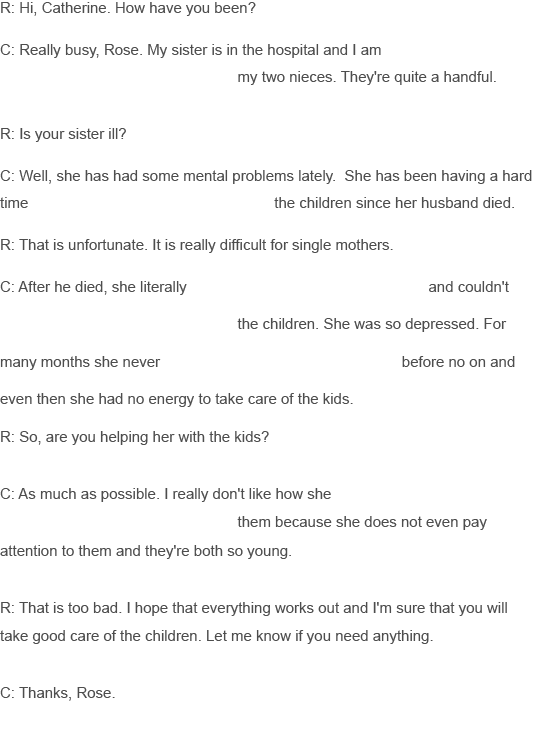 R: Hi, Catherine. How have you been?
C: Really busy, Rose. My sister is in the hospital and I am
my two nieces. They're quite a handful.
R: Is your sister ill?
C: Well, she has had some mental problems lately. She has been having a hard
time the children since her husband died.
R: That is unfortunate. It is really difficult for single mothers.
C: After he died, she literally and couldn't
the children. She was so depressed. For
many months she never before no on and
even then she had no energy to take care of the kids.
R: So, are you helping her with the kids?
C: As much as possible. I really don't like how she
them because she does not even pay
attention to them and they're both so young.
R: That is too bad. I hope that everything works out and I'm sure that you will
take good care of the children. Let me know if you need anything.
C: Thanks, Rose.